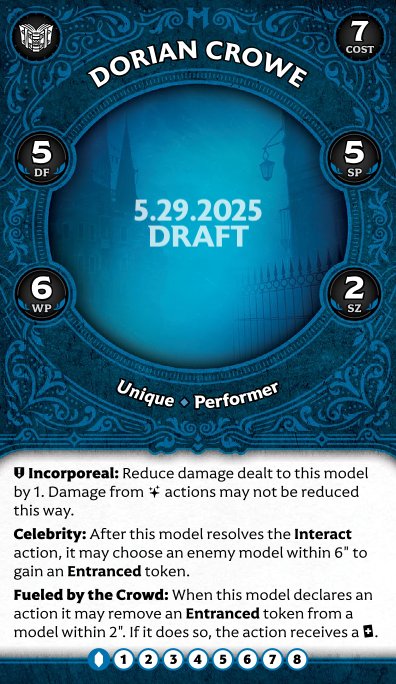 DORIAN CROWE
7
COST
5
DF
5
SP
5.29.2025
DRAFT
6
WP
2
SZ
Unique ◆ Performer
Incorporeal: Reduce damage dealt to this model
by 1. Damage from actions may not be reduced
this way.
Celebrity: After this model resolves the Interact
action, it may choose an enemy model within 6" to
gain an Entranced token.
Fueled by the Crowd: When this model declares an
action it may remove an Entranced token from a
model within 2". If it does so, the action receives a .
1 2 3 4 5 6 7 8